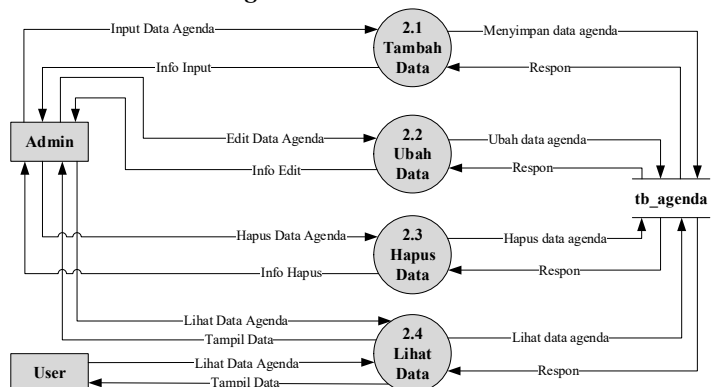 Input Data Agenda
2.1
Tambah
Data
Menyimpan data agenda
Info Input
Respon
Admin
Edit Data Agenda
2.2
Ubah
Data
Ubah data agenda
Info Edit
Respon
tb_agenda
Hapus Data Agenda
2.3
Hapus
Data
Hapus data agenda
Info Hapus
Respon
Lihat Data Agenda
2.4
Lihat
Data
Lihat data agenda
Tampil Data
User
Lihat Data Agenda
Respon
Tampil Data